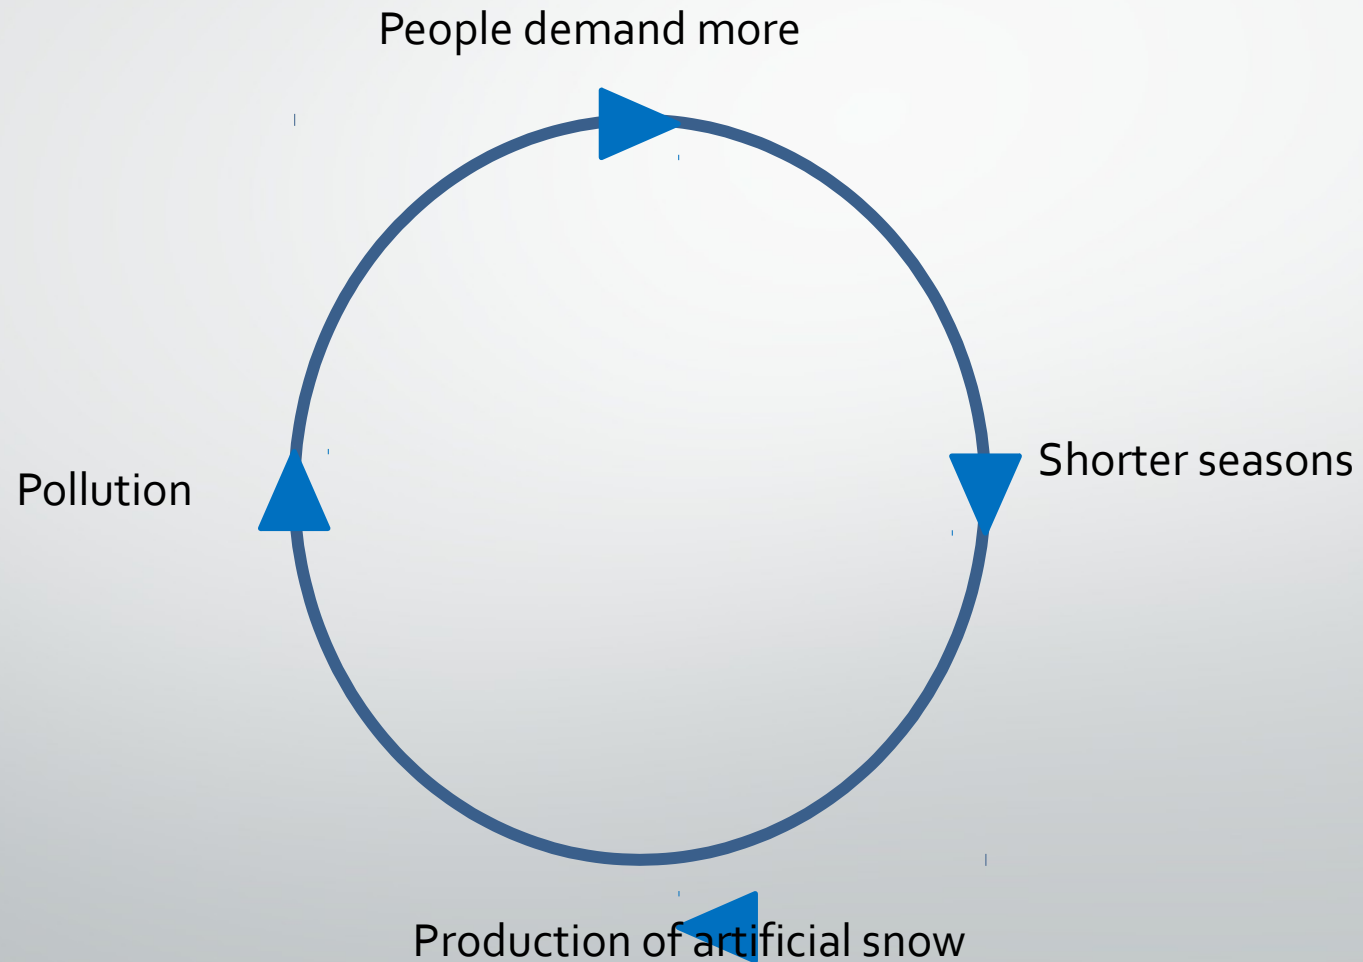 People demand more
Shorter seasons
Pollution
Production of artificial snow